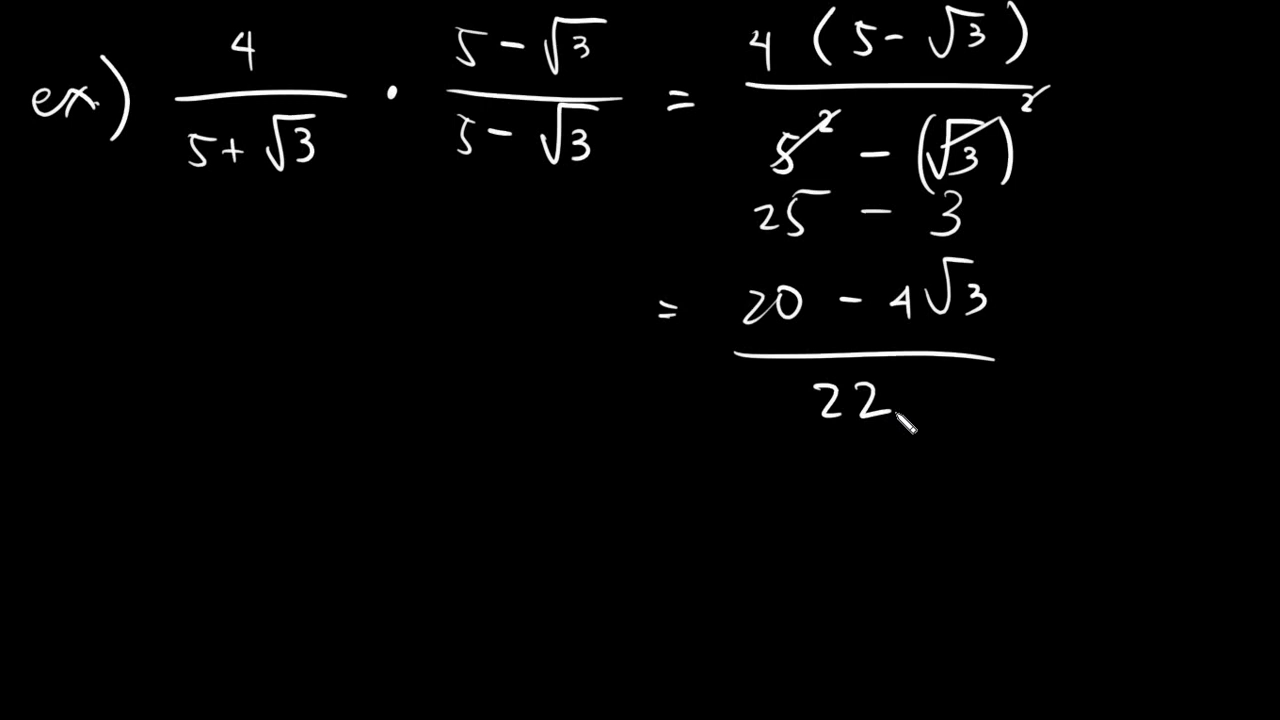 ex) 4/(5+√3) · (5-√3)/(5-√3) = 4(5-√3)/(5² - (√3)²)
25 - 3
= (20 - 4√3)/22